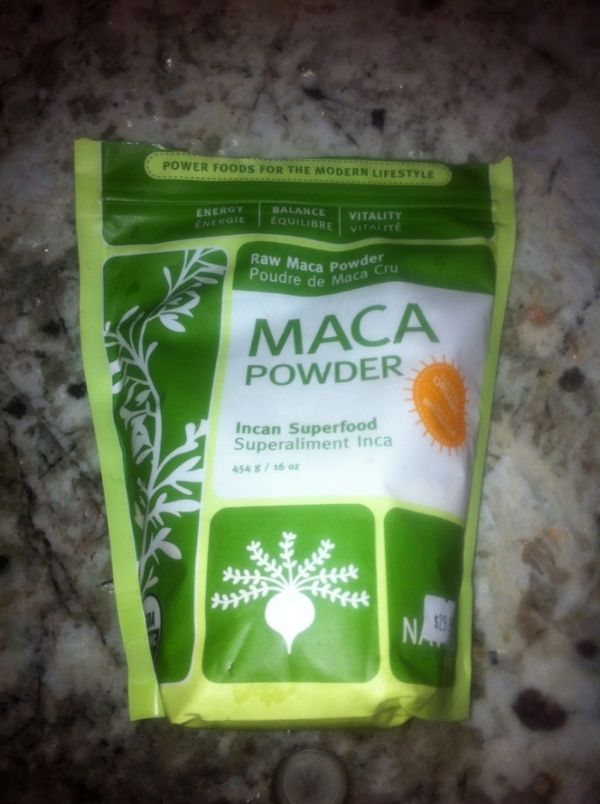 POWER FOODS FOR THE MODERN LIFESTYLE
ENERGY BALANCE VITALITY
ÉNERGIE ÉQUILIBRE VITALITÉ
Raw Maca Powder
Poudre de Maca Cru
MACA
POWDER
ORGANIC
Incan Superfood
Superaliment Inca
454 g / 16 oz